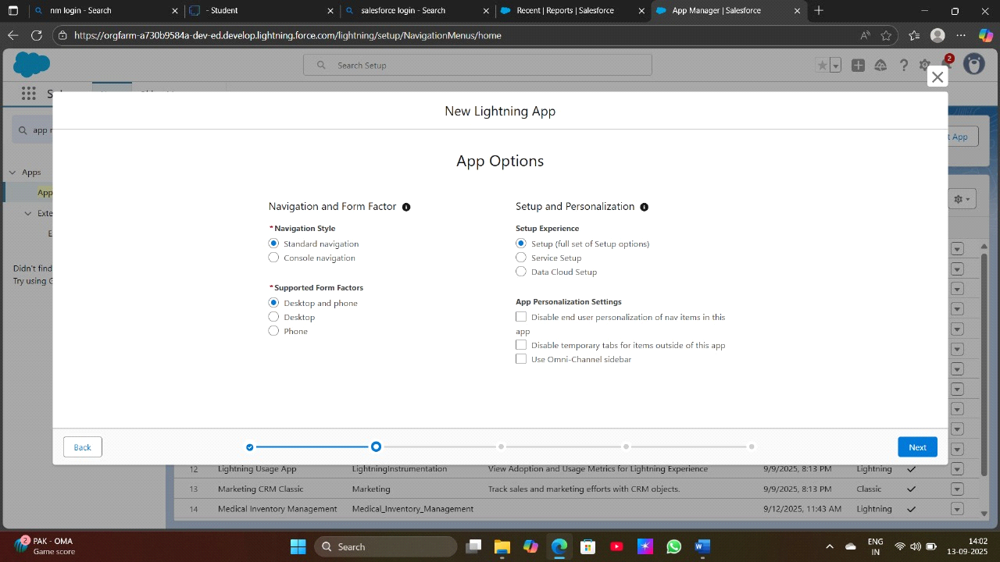 nm login - Search
- Student
salesforce login - Search
Recent | Reports | Salesforce
App Manager | Salesforce
https://orgfarm-a730b9584a-dev-ed.develop.lightning.force.com/lightning/setup/NavigationMenus/home
Search Setup
2
New Lightning App
app
t App
App Options
Apps
App
Exte
Navigation and Form Factor
Setup and Personalization
*Navigation Style
Setup Experience
Standard navigation
Setup (full set of Setup options)
Console navigation
Service Setup
Data Cloud Setup
Didn't find
Try using
*Supported Form Factors
App Personalization Settings
Desktop and phone
Disable end user personalization of nav items in this
app
Desktop
Phone
Disable temporary tabs for items outside of this app
Use Omni-Channel sidebar
Back
Next
12 Lightning Usage App LightningInstrumentation View Adoption and Usage Metrics for Lightning Experience 9/9/2025, 8:13 PM Lightning
13 Marketing CRM Classic Marketing Track sales and marketing efforts with CRM objects. 9/9/2025, 8:13 PM Classic
14 Medical Inventory Management Medical_Inventory_Management 9/12/2025, 11:43 AM Lightning
2
PAK - OMA
Game score
Search
ENG
IN
14:02
13-09-2025